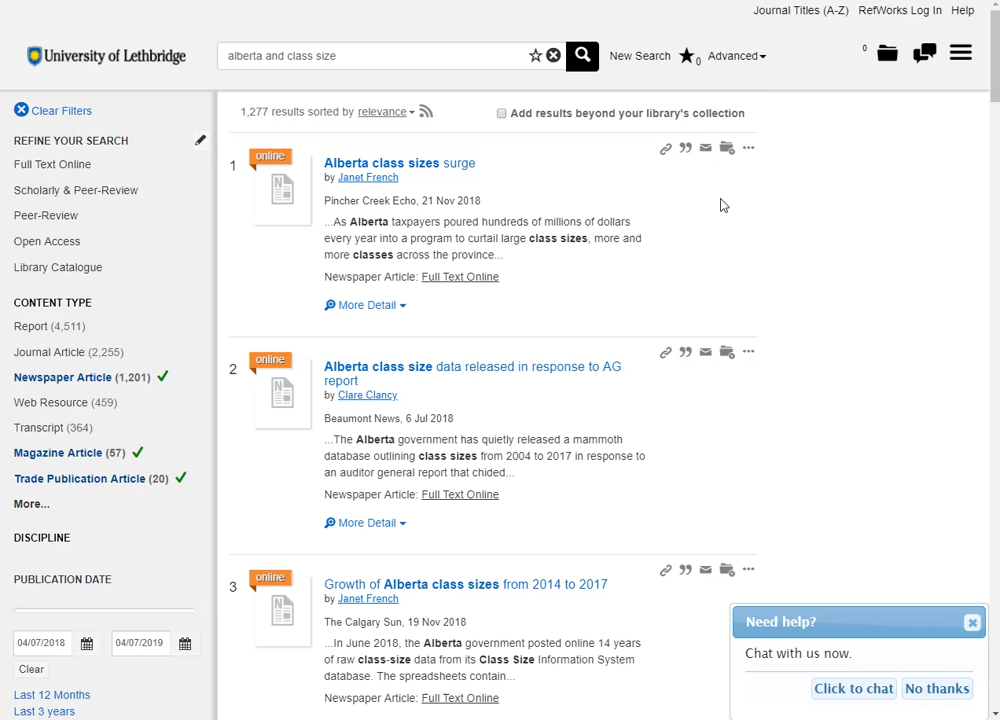 Journal Titles (A-Z) RefWorks Log In Help
University of Lethbridge
alberta and class size
New Search
0
Advanced
0
Clear Filters
REFINE YOUR SEARCH
Full Text Online
Scholarly & Peer-Review
Peer-Review
Open Access
Library Catalogue
CONTENT TYPE
Report (4,511)
Journal Article (2,255)
Newspaper Article (1,201)
Web Resource (459)
Transcript (364)
Magazine Article (57)
Trade Publication Article (20)
More...
DISCIPLINE
PUBLICATION DATE
04/07/2018 04/07/2019
Clear
Last 12 Months
Last 3 years
1,277 results sorted by relevance
Add results beyond your library's collection
1
online
N
Alberta class sizes surge
by Janet French
Pincher Creek Echo, 21 Nov 2018
...As Alberta taxpayers poured hundreds of millions of dollars
every year into a program to curtail large class sizes, more and
more classes across the province...
Newspaper Article: Full Text Online
More Detail
2
online
N
Alberta class size data released in response to AG
report
by Clare Clancy
Beaumont News, 6 Jul 2018
...The Alberta government has quietly released a mammoth
database outlining class sizes from 2004 to 2017 in response to
an auditor general report that chided...
Newspaper Article: Full Text Online
More Detail
3
online
N
Growth of Alberta class sizes from 2014 to 2017
by Janet French
The Calgary Sun, 19 Nov 2018
...In June 2018, the Alberta government posted online 14 years
of raw class-size data from its Class Size Information System
database. The spreadsheets contain...
Newspaper Article: Full Text Online
Need help?
Chat with us now.
Click to chat No thanks